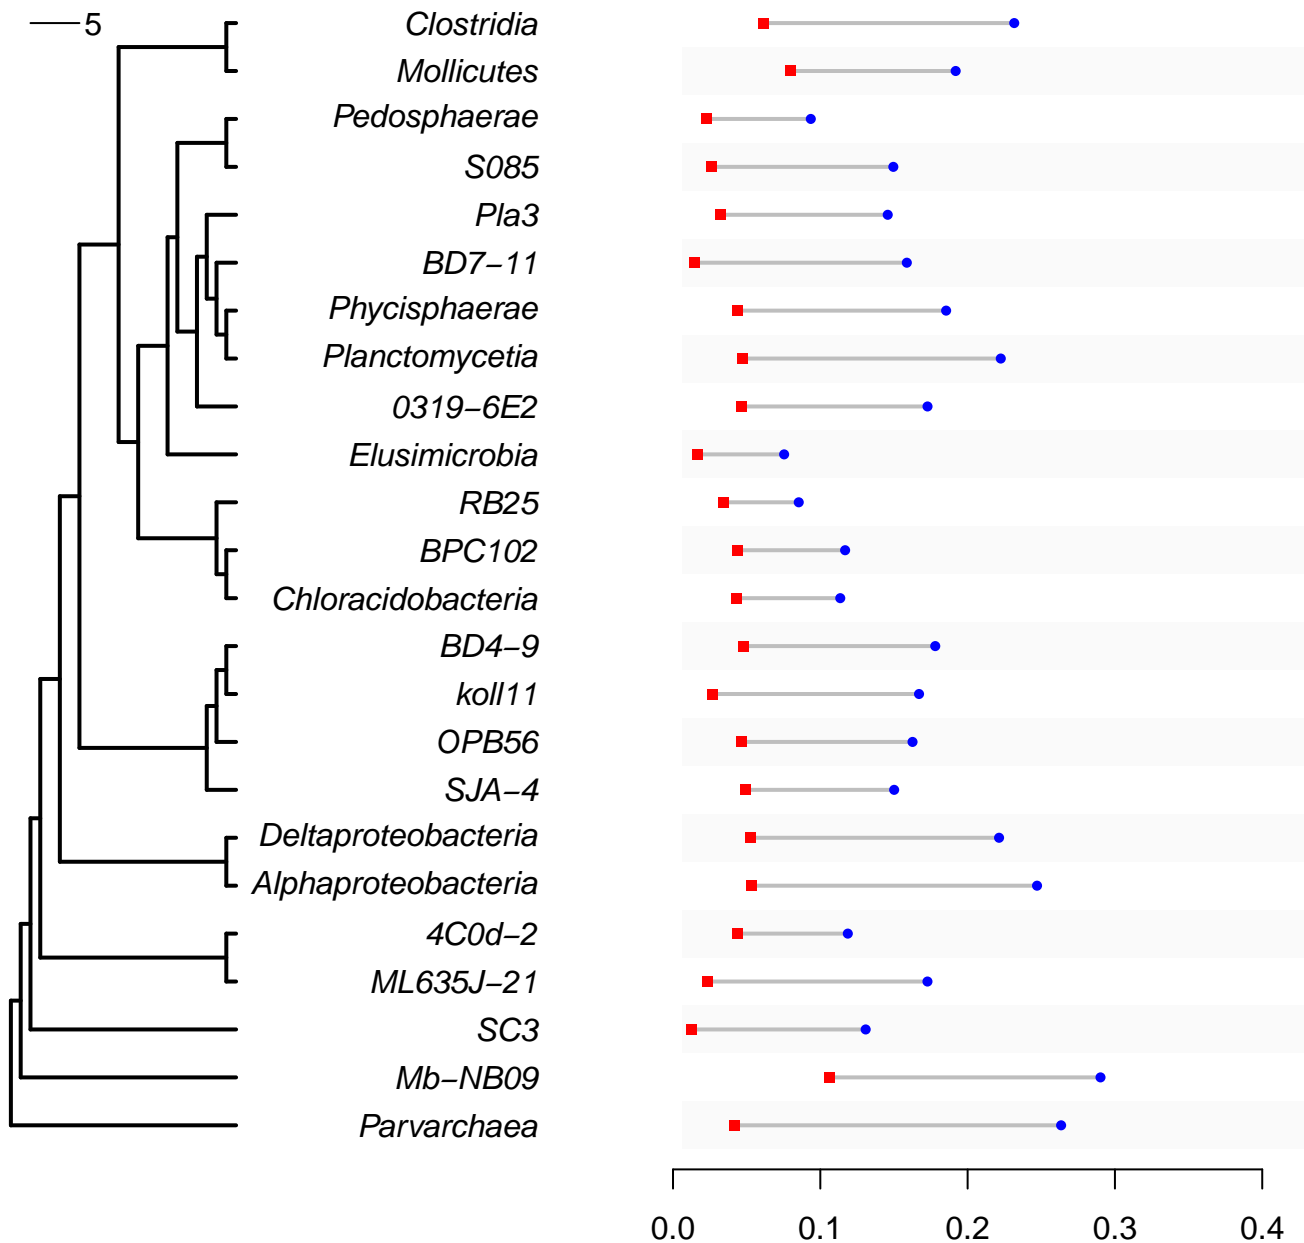 5
Clostridia
Mollicutes
Pedosphaerae
S085
Pla3
BD7−11
Phycisphaerae
Planctomycetia
0319−6E2
Elusimicrobia
RB25
BPC102
Chloracidobacteria
BD4−9
koll11
OPB56
SJA−4
Deltaproteobacteria
Alphaproteobacteria
4C0d−2
ML635J−21
SC3
Mb−NB09
Parvarchaea
0.0 0.1 0.2 0.3 0.4